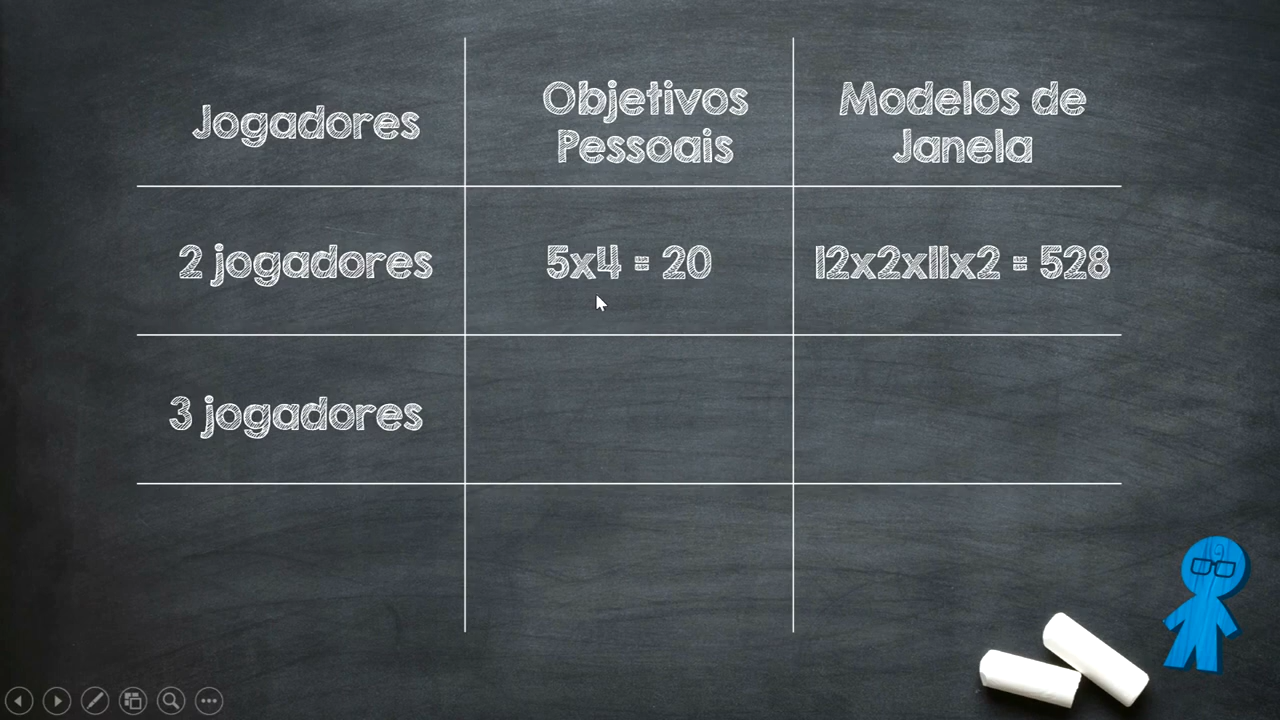 Jogadores
Objetivos
Pessoais
Modelos de
Janela
2 jogadores
5x4 = 20
12x2x11x2 = 528
3 jogadores